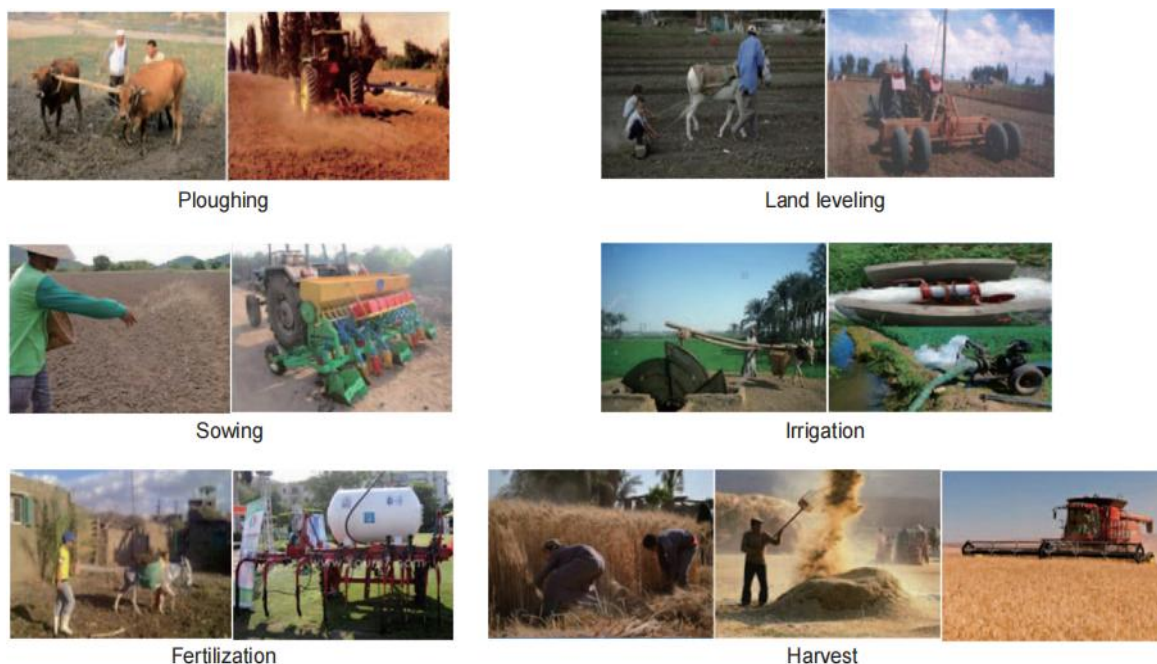 Ploughing
Land leveling
Sowing
Irrigation
Fertilization
Harvest